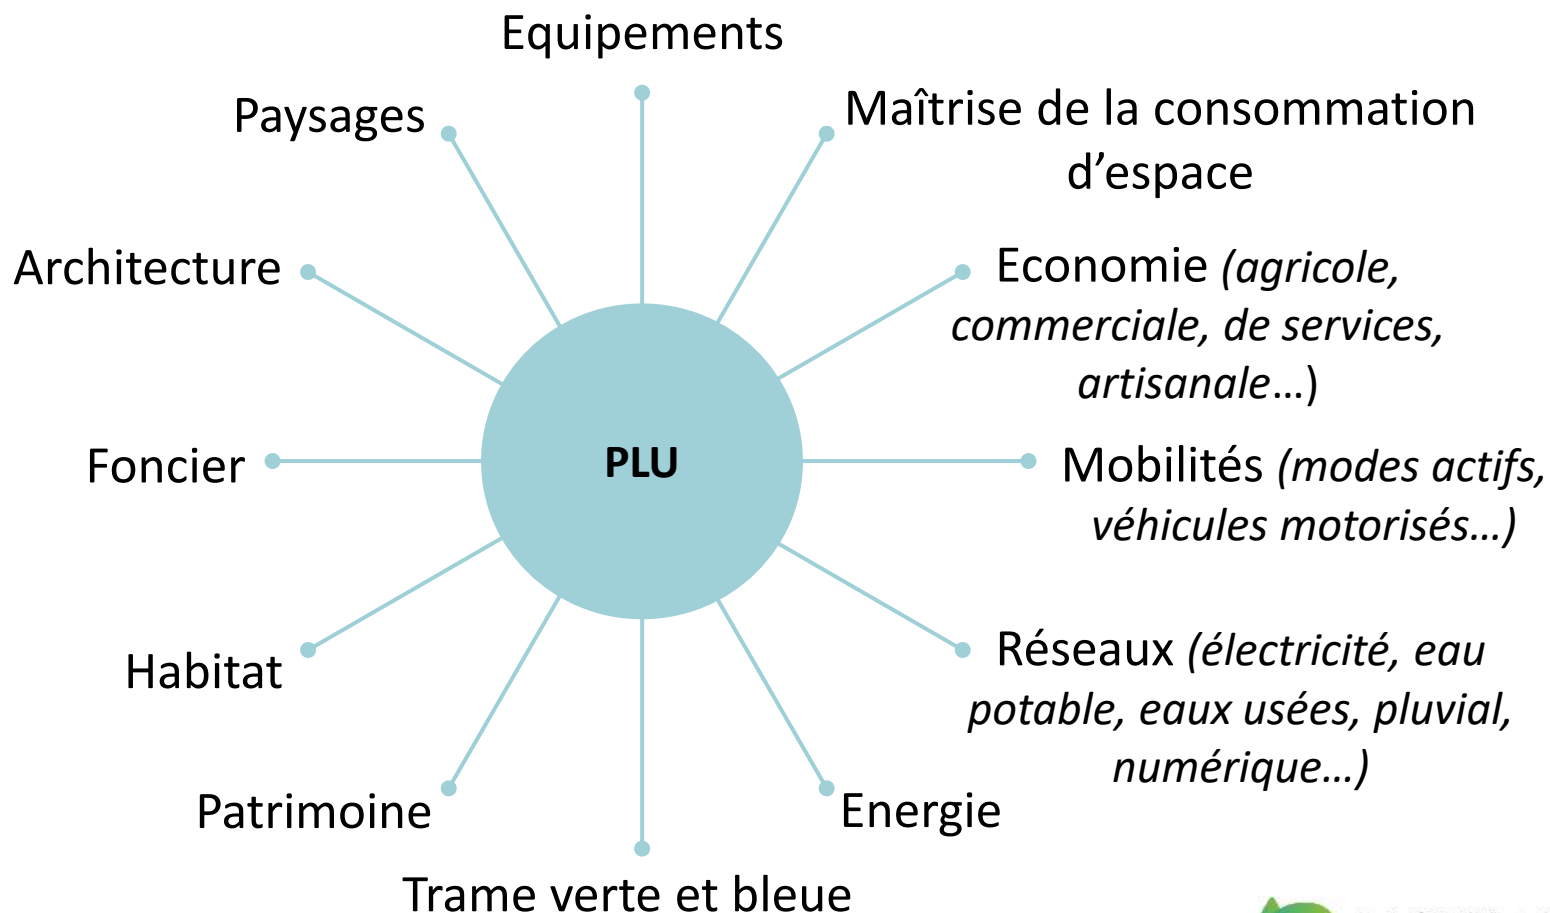 Equipements
Maîtrise de la consommation
d’espace
Economie (agricole,
commerciale, de services,
artisanale…)
Mobilités (modes actifs,
véhicules motorisés…)
Réseaux (électricité, eau
potable, eaux usées, pluvial,
numérique…)
Energie
Trame verte et bleue
Patrimoine
Habitat
Foncier
Architecture
Paysages
PLU